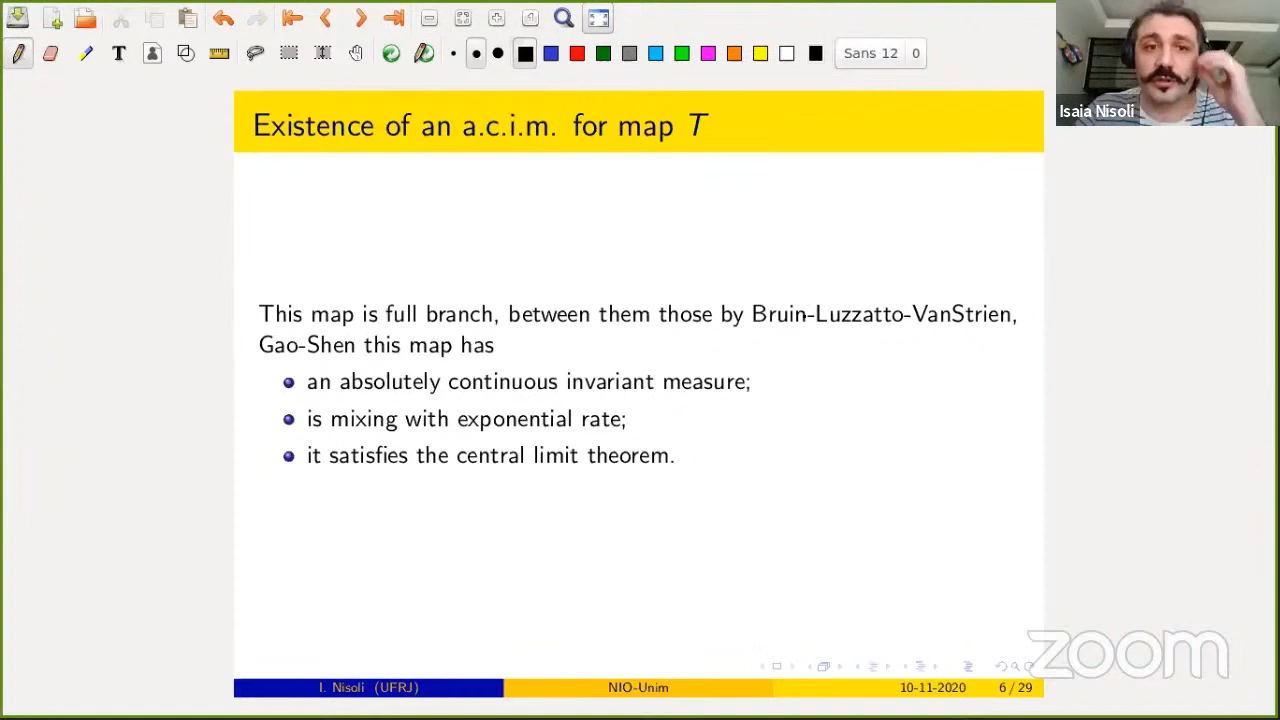 T
Sans 12 0
Isaia Nisoli
Existence of an a.c.i.m. for map T
This map is full branch, between them those by Bruin-Luzzatto-VanStrien,
Gao-Shen this map has
an absolutely continuous invariant measure;
is mixing with exponential rate;
it satisfies the central limit theorem.
zoom
I. Nisoli (UFRJ)
NIO-Unim
10-11-2020
6 / 29